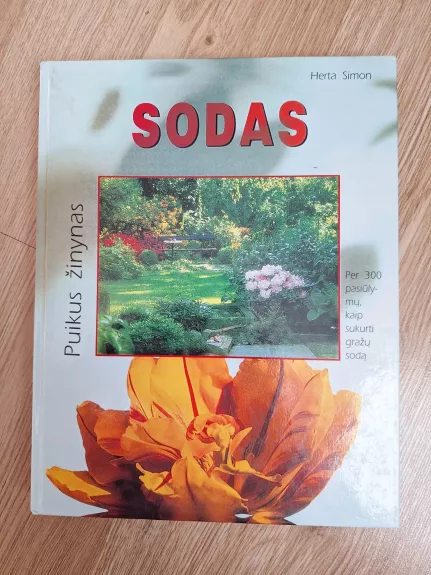 Herta Simon
SODAS
Puikus žinynas
Per 300
pasiūly-
mų,
kaip
sukurti
gražų
sodą